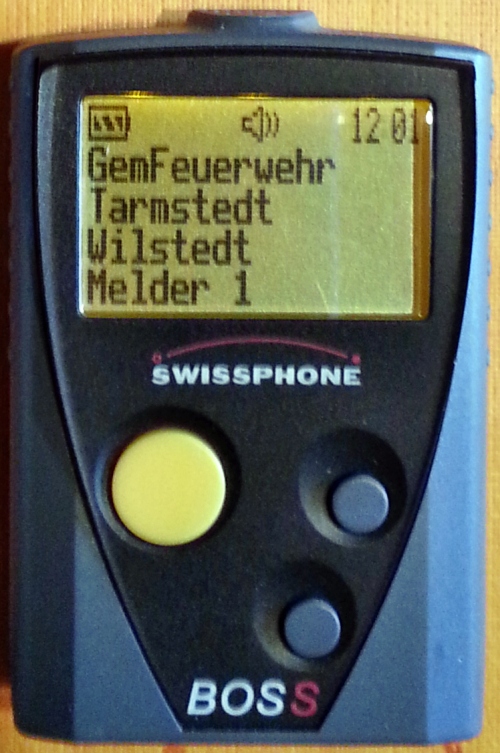 12 01
GemFeuerwehr
Tarmstedt
Wilstedt
Melder 1
SWISSPHONE
BOSS